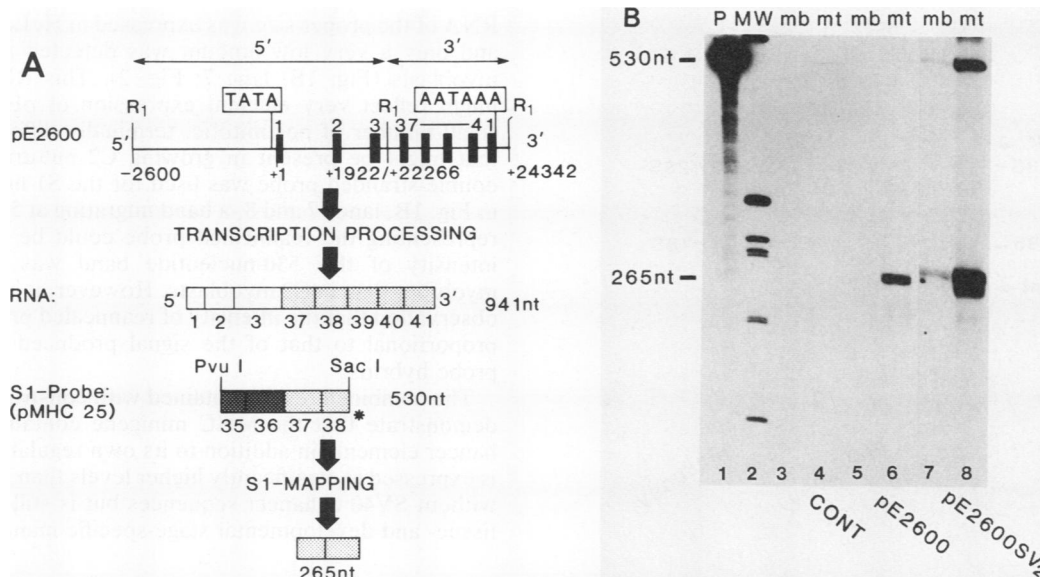 A
5′ 3′
R1 TATA R1 AATAAA R1
pE2600 5′ 1 2 3 37 41 3′
−2600 +1 +1922/+22266 +24342
TRANSCRIPTION PROCESSING
RNA: 5′ 3′ 941nt
1 2 3 37 38 39 40 41
Pvu I Sac I
S1-Probe: 530nt
(pMHC 25) 35 36 37 38 *
S1-MAPPING
265nt
B
P MW mb mt mb mt mb mt
530nt
265nt
1 2 3 4 5 6 7 8
CONT pE2600 pE2600SV2